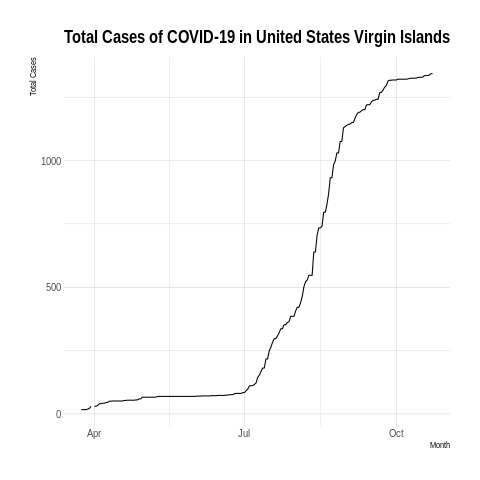 Total Cases of COVID-19 in United States Virgin Islands
Total Cases
1000
500
0
Apr Jul Oct
Month